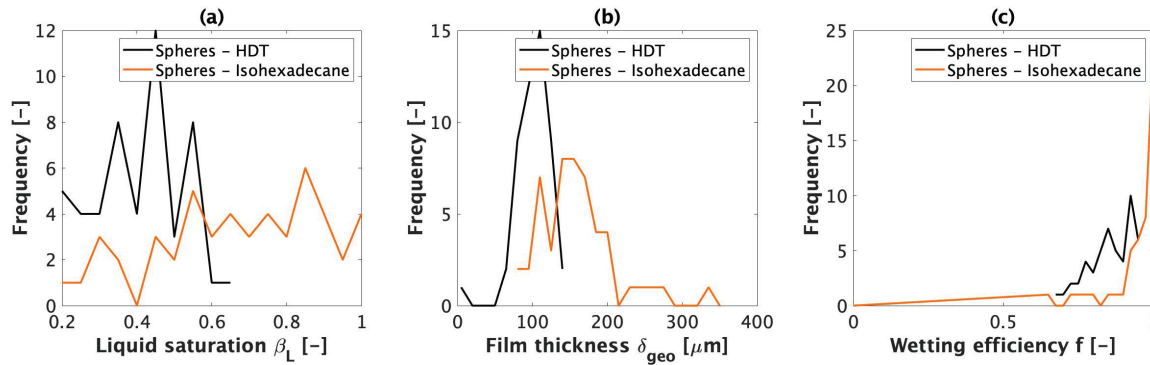 (a)
12
10
8
6
4
2
0
Frequency [-]
Spheres - HDT
Spheres - Isohexadecane
0.2
0.4
0.6
0.8
1
Liquid saturation β_L [-]
(b)
15
10
5
0
Frequency [-]
Spheres - HDT
Spheres - Isohexadecane
0
100
200
300
400
Film thickness δ_geo [μm]
(c)
25
20
15
10
5
0
Frequency [-]
Spheres - HDT
Spheres - Isohexadecane
0
0.5
Wetting efficiency f [-]